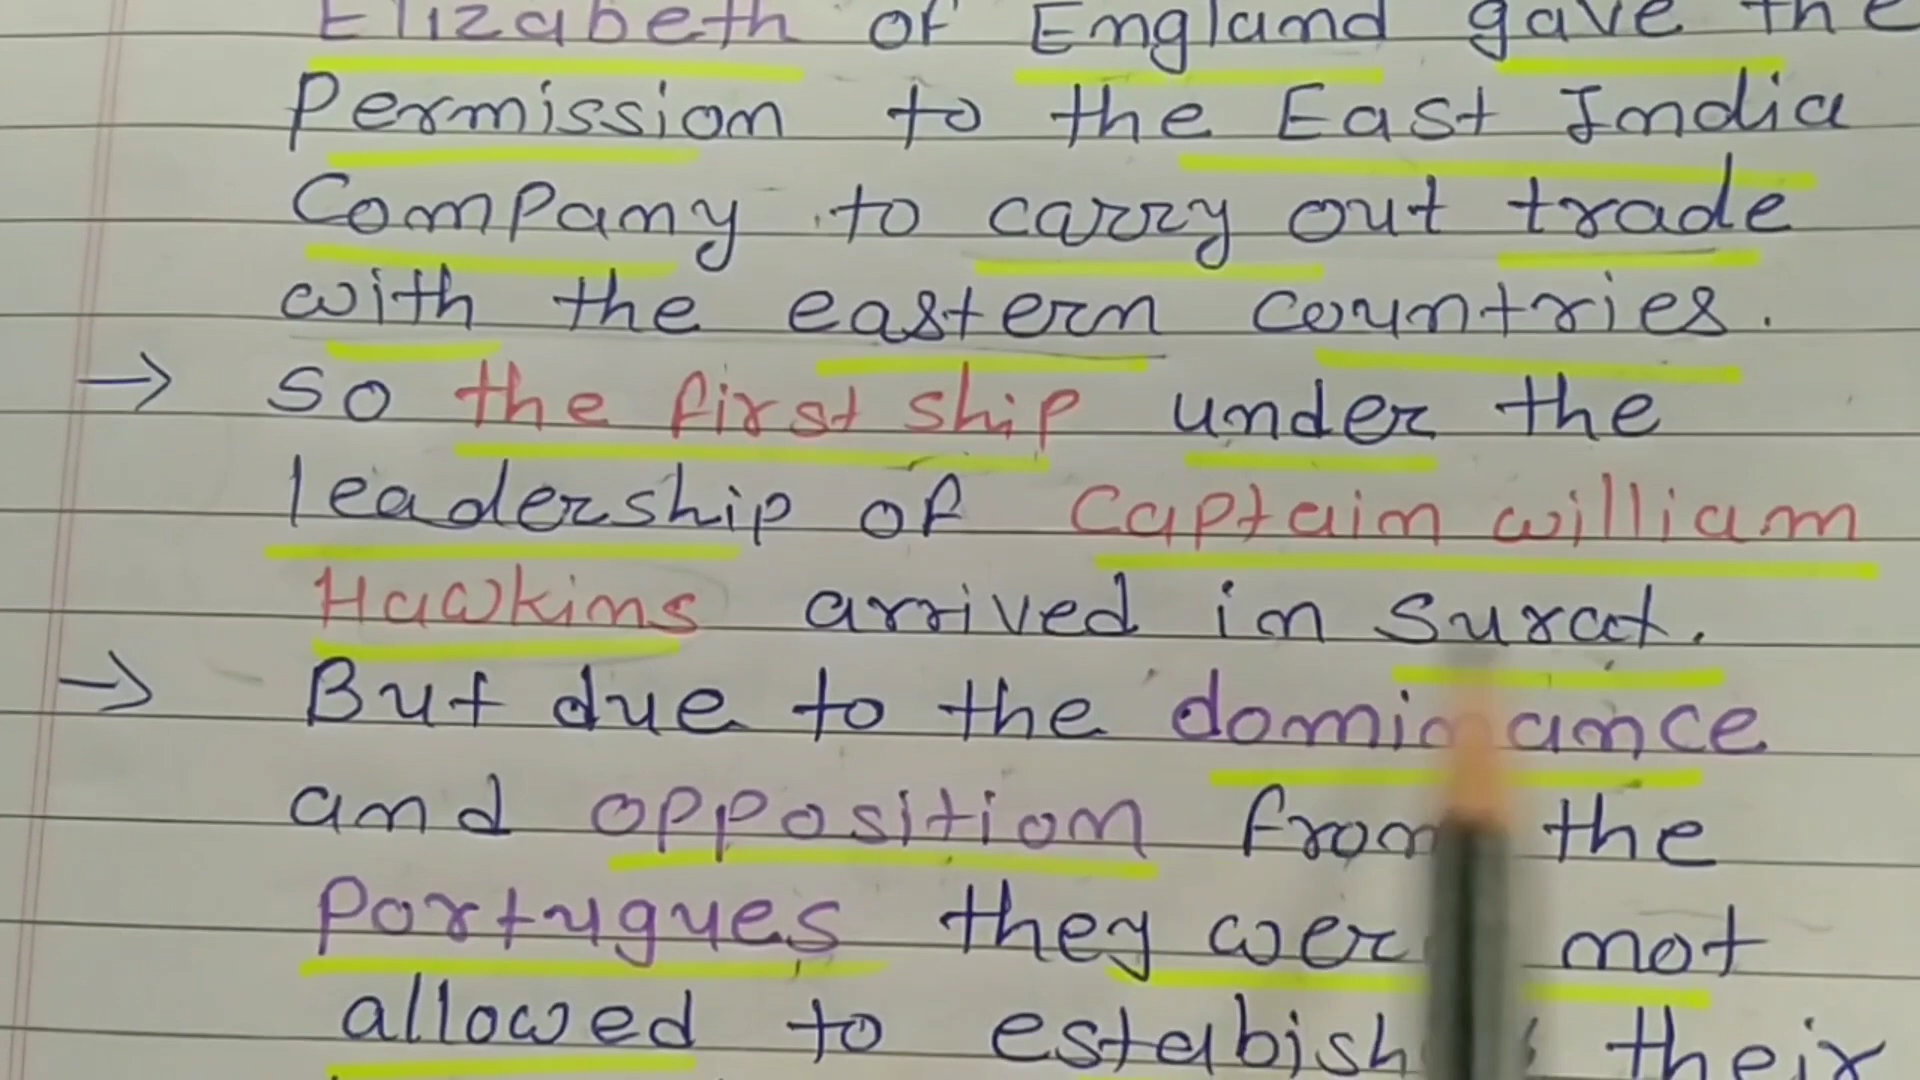 Elizabeth of England gave the
Permission to the East India
Company to carry out trade
with the eastern countries.
→ So the first ship under the
leadership of Captain william
Hawkins arrived in Surat.
→ But due to the dominance
and opposition from the
Portugues they were not
allowed to estabish their